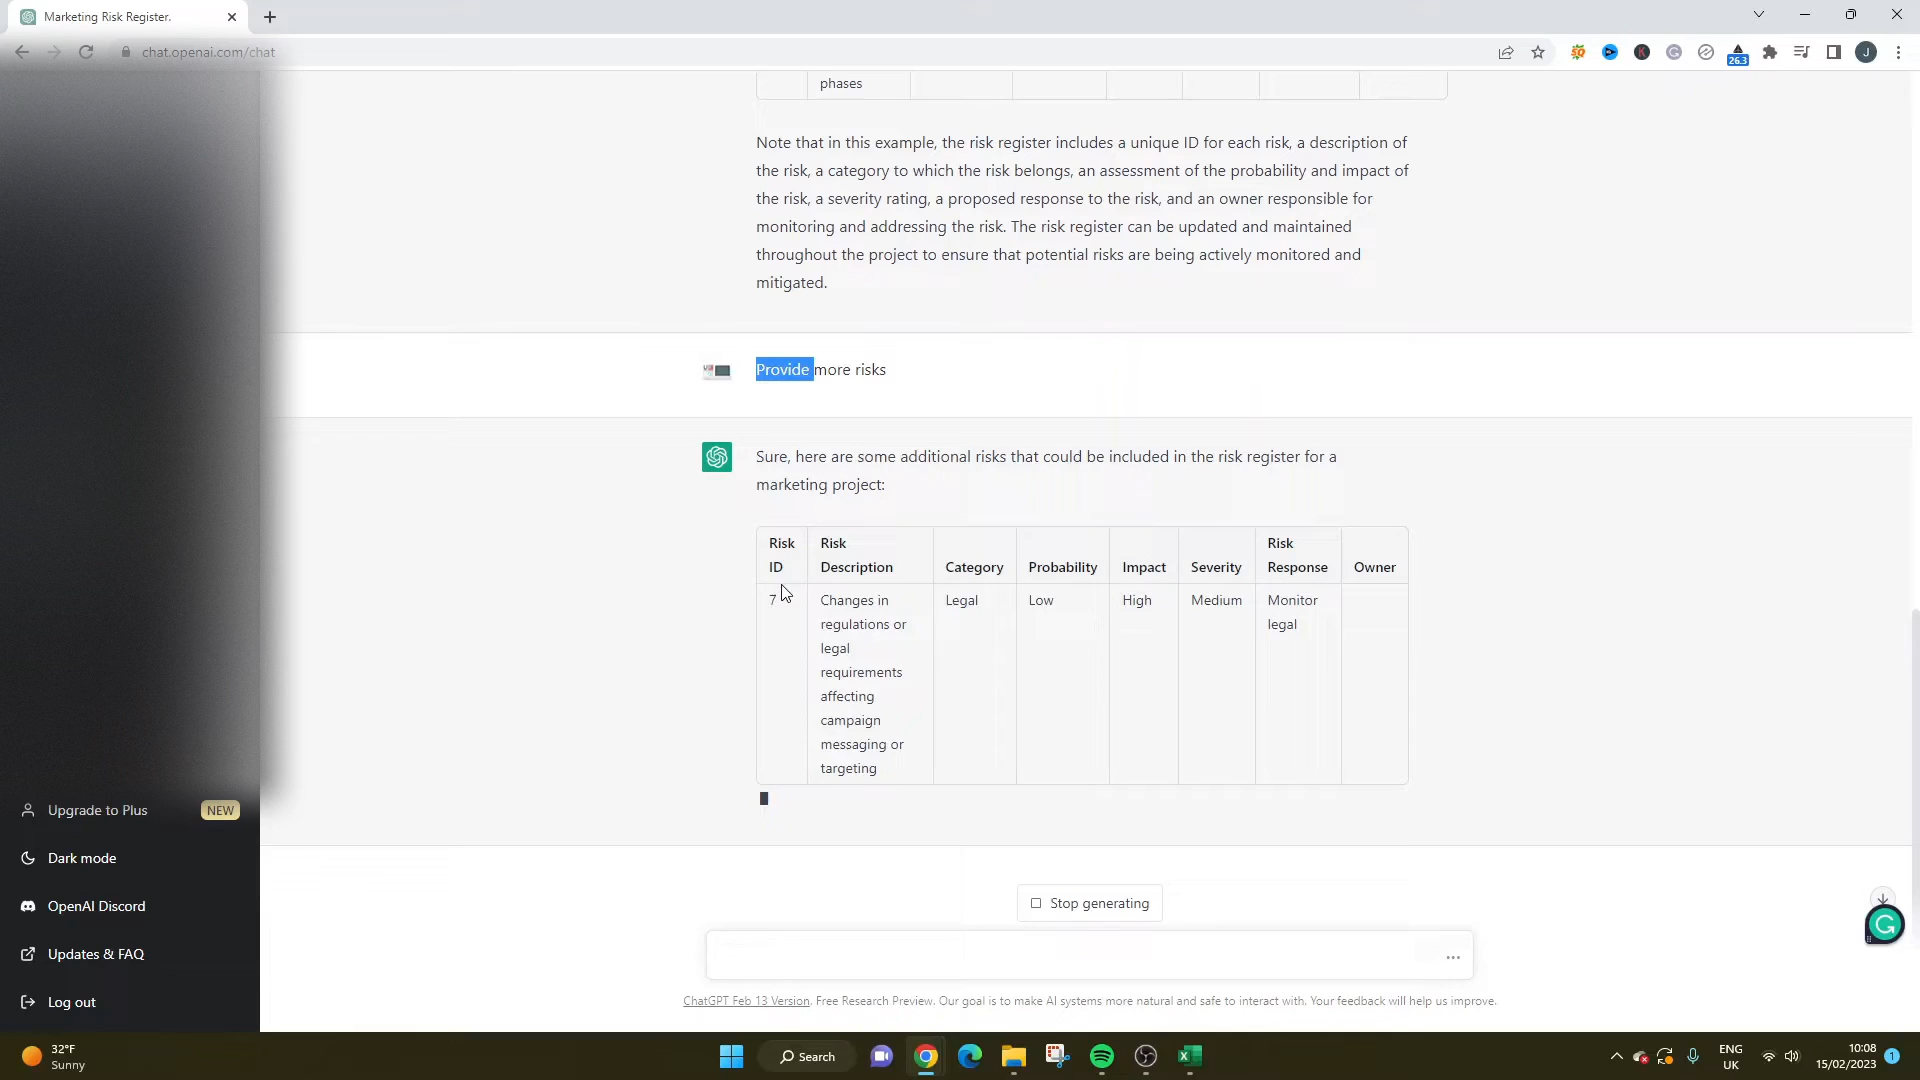 Marketing Risk Register.
chat.openai.com/chat
26.3
J
phases
Note that in this example, the risk register includes a unique ID for each risk, a description of
the risk, a category to which the risk belongs, an assessment of the probability and impact of
the risk, a severity rating, a proposed response to the risk, and an owner responsible for
monitoring and addressing the risk. The risk register can be updated and maintained
throughout the project to ensure that potential risks are being actively monitored and
mitigated.
Provide more risks
Sure, here are some additional risks that could be included in the risk register for a
marketing project:
Risk ID
Risk Description
Category
Probability
Impact
Severity
Risk Response
Owner
7
Changes in
regulations or
legal
requirements
affecting
campaign
messaging or
targeting
Legal
Low
High
Medium
Monitor
legal
Upgrade to Plus NEW
Dark mode
OpenAI Discord
Updates & FAQ
Log out
Stop generating
ChatGPT Feb 13 Version. Free Research Preview. Our goal is to make AI systems more natural and safe to interact with. Your feedback will help us improve.
32°F
Sunny
Search
ENG
UK
10:08
15/02/2023
1